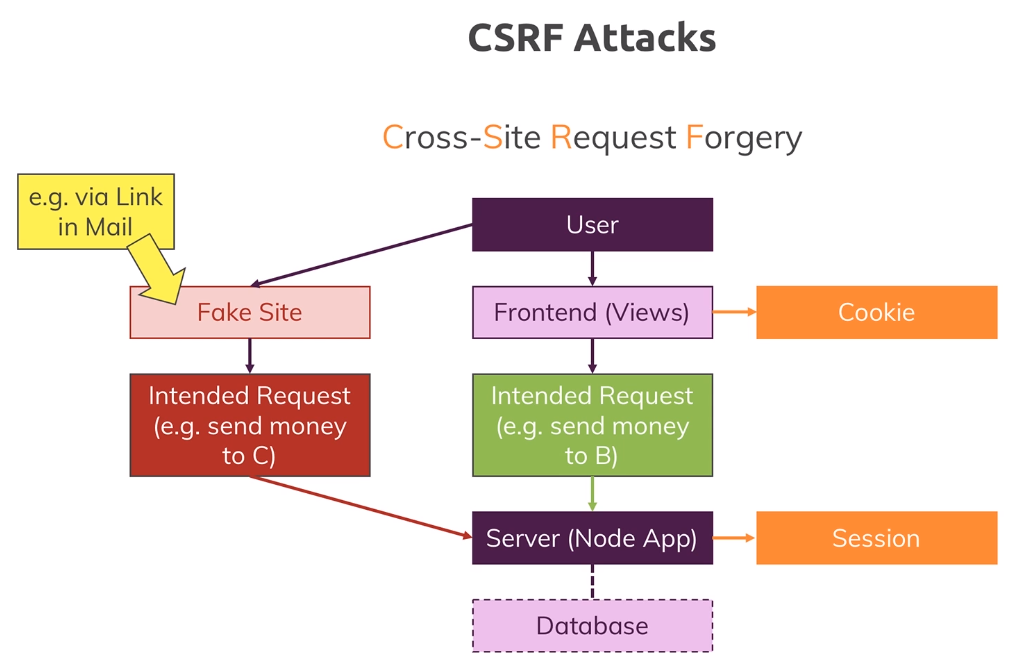 CSRF Attacks
Cross-Site Request Forgery
e.g. via Link
in Mail
User
Fake Site
Frontend (Views)
Cookie
Intended Request
(e.g. send money
to C)
Intended Request
(e.g. send money
to B)
Server (Node App)
Session
Database